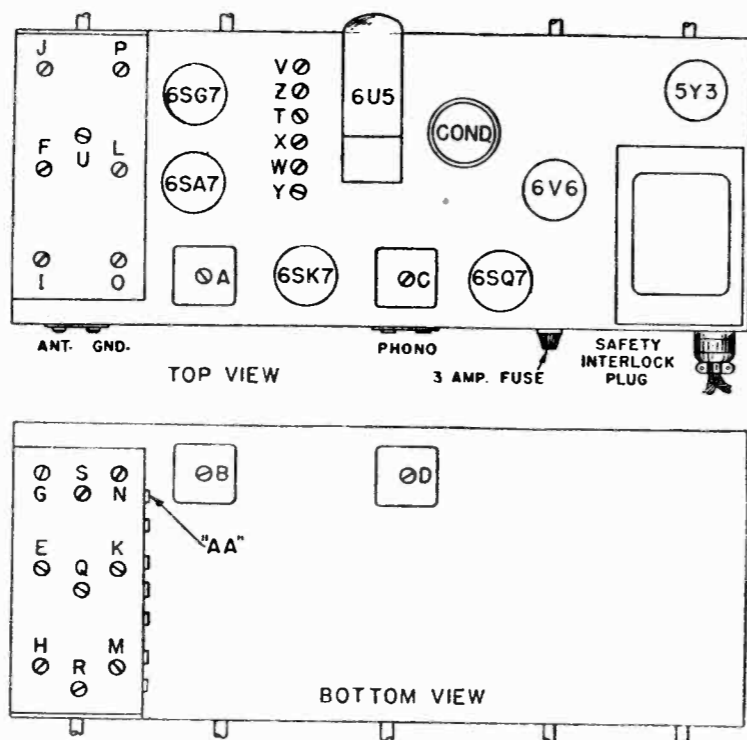 J P
6SG7
V
Z
T
X
W
Y
6U5
COND
5Y3
F U L
6SA7
6V6
I O
A
6SK7
C
6SQ7
ANT. GND.
PHONO
3 AMP. FUSE
SAFETY
INTERLOCK
PLUG
TOP VIEW
G S N
B
D
"AA"
E Q K
H R M
BOTTOM VIEW